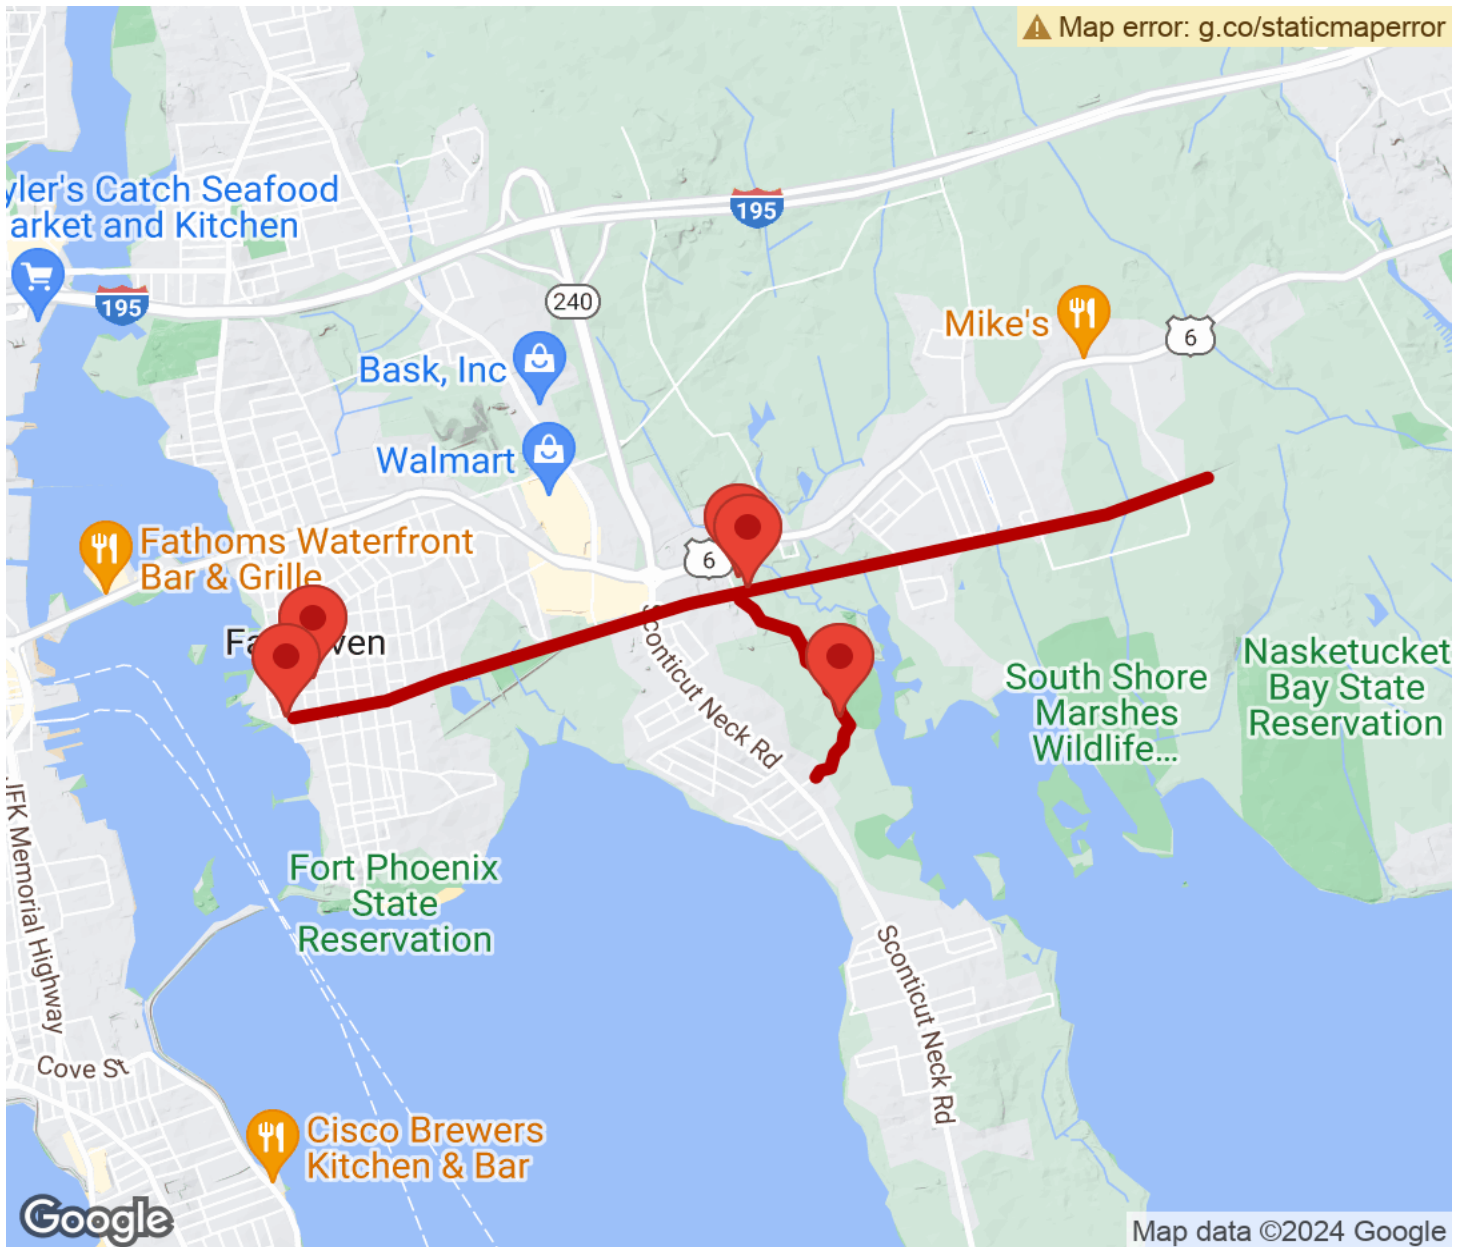 Map error: g.co/staticmaperror
yler's Catch Seafood
arket and Kitchen
195
195
240
Mike's
6
Bask, Inc
Walmart
Fathoms Waterfront
Bar & Grille
6
Sconticut Neck Rd
South Shore
Marshes
Wildlife...
Nasketucket
Bay State
Reservation
JFK Memorial Highway
Fort Phoenix
State
Reservation
Sconticut Neck Rd
Cove St
Cisco Brewers
Kitchen & Bar
Google
Map data ©2024 Google